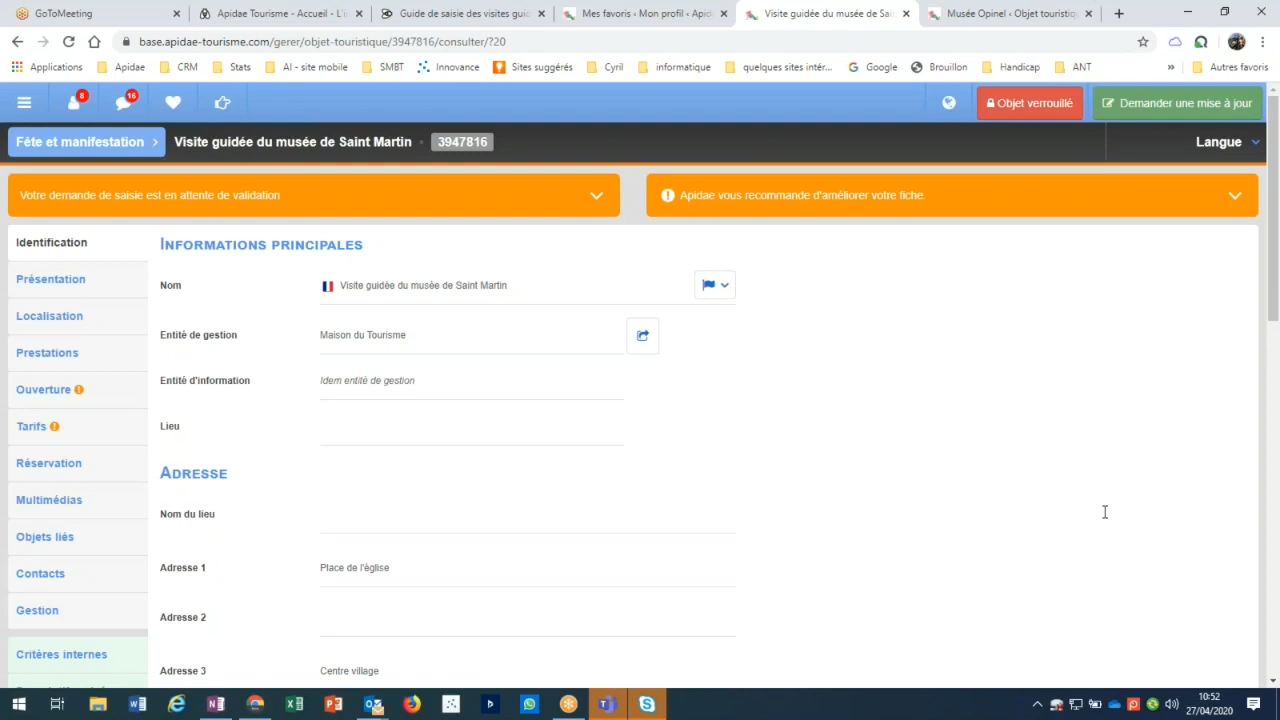 GoToMeeting
Apidae Tourisme - Accueil - L'i
Guide de saisie des visites gui
Mes favoris ‹ Mon profil ‹ Apida
Visite guidée du musée de Sai
Musée Opinel ‹ Objet touristiq
base.apidae-tourisme.com/gerer/objet-touristique/3947816/consulter/?20
Applications
Apidae
CRM
Stats
AI - site mobile
SMBT
Innovance
Sites suggérés
Cyril
informatique
quelques sites intér...
Google
Brouillon
Handicap
ANT
»
Autres favoris
8
16
Objet verrouillé
Demander une mise à jour
Fête et manifestation
Visite guidée du musée de Saint Martin
3947816
Langue
Votre demande de saisie est en attente de validation
Apidae vous recommande d'améliorer votre fiche.
Identification
Présentation
Localisation
Prestations
Ouverture
Tarifs
Réservation
Multimédias
Objets liés
Contacts
Gestion
Critères internes
INFORMATIONS PRINCIPALES
Nom
Visite guidée du musée de Saint Martin
Entité de gestion
Maison du Tourisme
Entité d'information
Idem entité de gestion
Lieu
ADRESSE
Nom du lieu
Adresse 1
Place de l'église
Adresse 2
Adresse 3
Centre village
10:52
27/04/2020